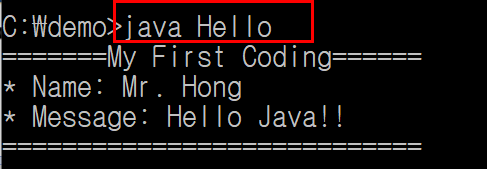 C:₩demo>java Hello
=======My First Coding======
* Name: Mr. Hong
* Message: Hello Java!!
============================